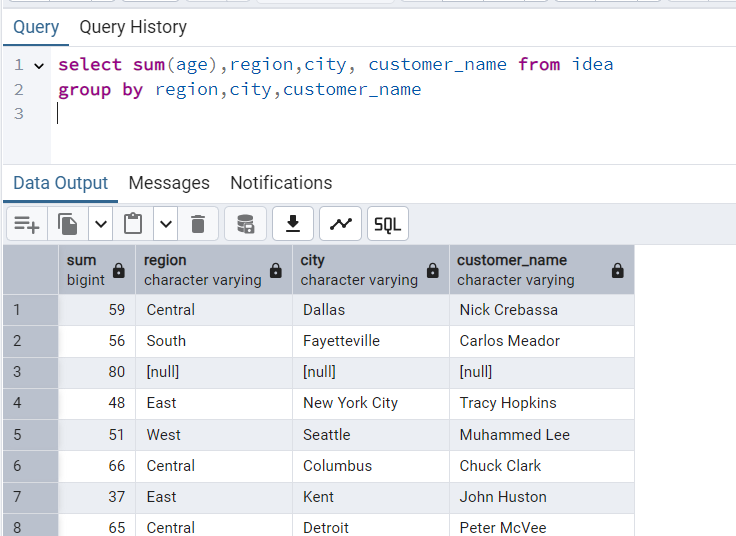 Query Query History
1 select sum(age),region,city, customer_name from idea
2 group by region,city,customer_name
3
Data Output Messages Notifications
SQL
sum region city customer_name
bigint character varying character varying character varying
1 59 Central Dallas Nick Crebassa
2 56 South Fayetteville Carlos Meador
3 80 [null] [null] [null]
4 48 East New York City Tracy Hopkins
5 51 West Seattle Muhammed Lee
6 66 Central Columbus Chuck Clark
7 37 East Kent John Huston
8 65 Central Detroit Peter McVee